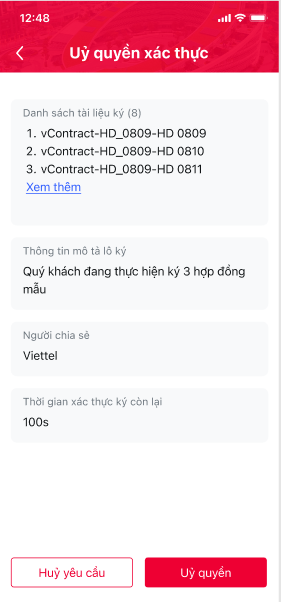 12:48
Uỷ quyền xác thực
Danh sách tài liệu ký (8)
1. vContract-HD_0809-HD 0809
2. vContract-HD_0809-HD 0810
3. vContract-HD_0809-HD 0811
Xem thêm
Thông tin mô tả lô ký
Quý khách đang thực hiện ký 3 hợp đồng
mẫu
Người chia sẻ
Viettel
Thời gian xác thực ký còn lại
100s
Huỷ yêu cầu
Uỷ quyền